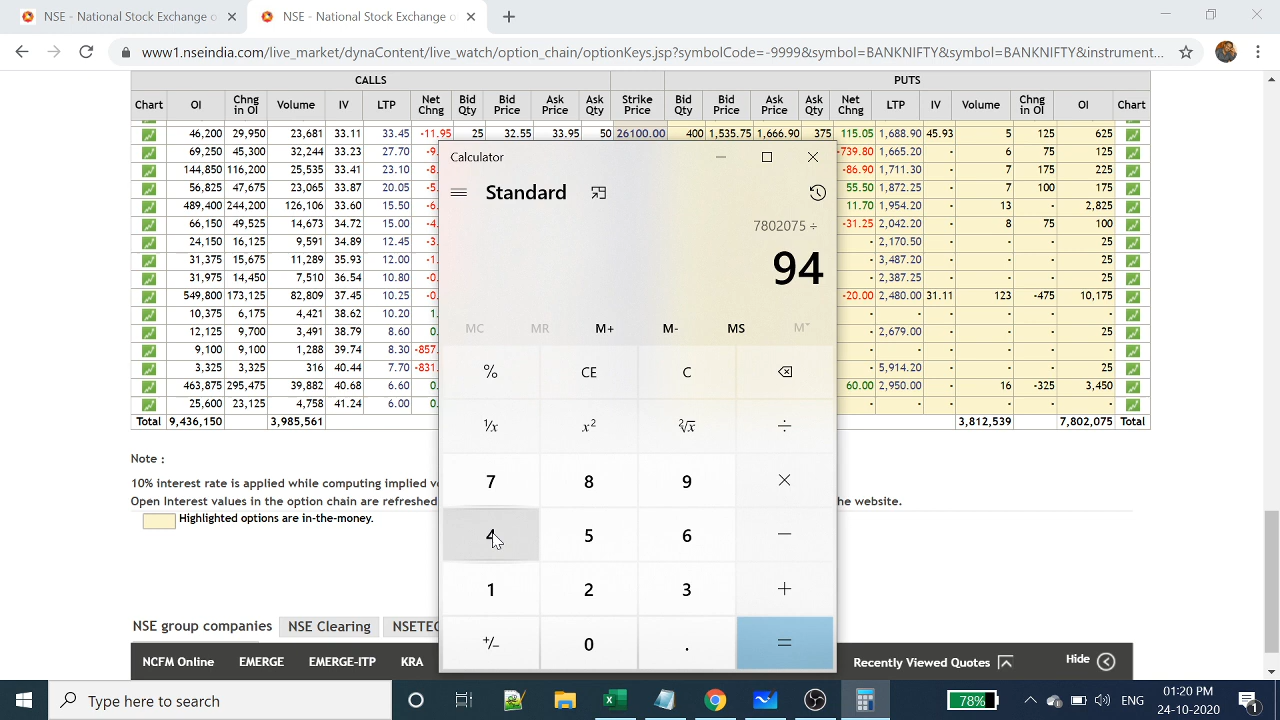 NSE - National Stock Exchange o
NSE - National Stock Exchange of
www1.nseindia.com/live_market/dynaContent/live_watch/option_chain/optionKeys.jsp?symbolCode=-9999&symbol=BANKNIFTY&symbol=BANKNIFTY&instrument...
CALLS PUTS
Chart OI Chng in OI Volume IV LTP Net Chng Bid Qty Bid Price Ask Price Ask Qty Strike Price Bid Qty Bid Price Ask Price Ask Qty Net Chng LTP IV Volume Chng in OI OI Chart
46,200 29,950 23,681 33.11 33.45 -11.95 25 32.55 33.95 50 26100.00 400 1,535.75 1,666.90 375 115.05 1,688.90 45.93 5 125 625
69,250 45,300 32,244 33.23 27.70 -9. -739.80 1,665.20 - 6 75 125
144,850 116,200 25,535 33.41 23.10 -8. -86.90 1,711.30 - 7 175 225
56,825 47,675 23,065 33.87 20.05 -5. 55.50 1,872.25 - 7 100 175
489,400 244,200 126,106 33.60 15.50 -6. 11.70 1,954.20 - 13 - 2,825
66,150 49,525 14,673 34.72 15.00 -4. -31.25 2,042.20 - 8 75 100
24,150 16,125 9,591 34.89 12.45 -3. - 2,170.50 - - - 25
31,375 15,675 11,289 35.93 12.00 -1. - 3,487.20 - - - 25
31,975 14,450 7,510 36.54 10.80 -0. - 2,387.25 - - - 25
549,800 173,125 82,809 37.45 10.25 -0. -20.00 2,480.00 31.11 123 -475 10,175
10,375 6,175 4,421 38.62 10.20 1. - - - - - -
12,125 9,700 3,491 38.79 8.60 0. - 2,679.00 - - - 25
9,100 9,100 1,288 39.74 8.30 -857. - - - - - -
3,325 3,325 316 40.44 7.70 -831. - 5,914.20 - - - 25
463,875 295,475 39,882 40.68 6.60 0. 60.00 2,950.00 - 16 -325 3,450
25,600 23,125 4,758 41.24 6.00 0. - - - - - -
Total 9,436,150 3,985,561 3,812,539 7,802,075 Total
Calculator
Standard
7802075 ÷
94
MC MR M+ M- MS M˅
% CE C
¹/x x² ²√x ÷
7 8 9 ×
4 5 6 −
1 2 3 +
+/− 0 . =
Note :
10% interest rate is applied while computing implied v
Open Interest values in the option chain are refreshed he website.
Highlighted options are in-the-money.
NSE group companies NSE Clearing NSETEC
NCFM Online EMERGE EMERGE-ITP KRA Recently Viewed Quotes Hide
Type here to search
78%
ENG
01:20 PM
24-10-2020
1